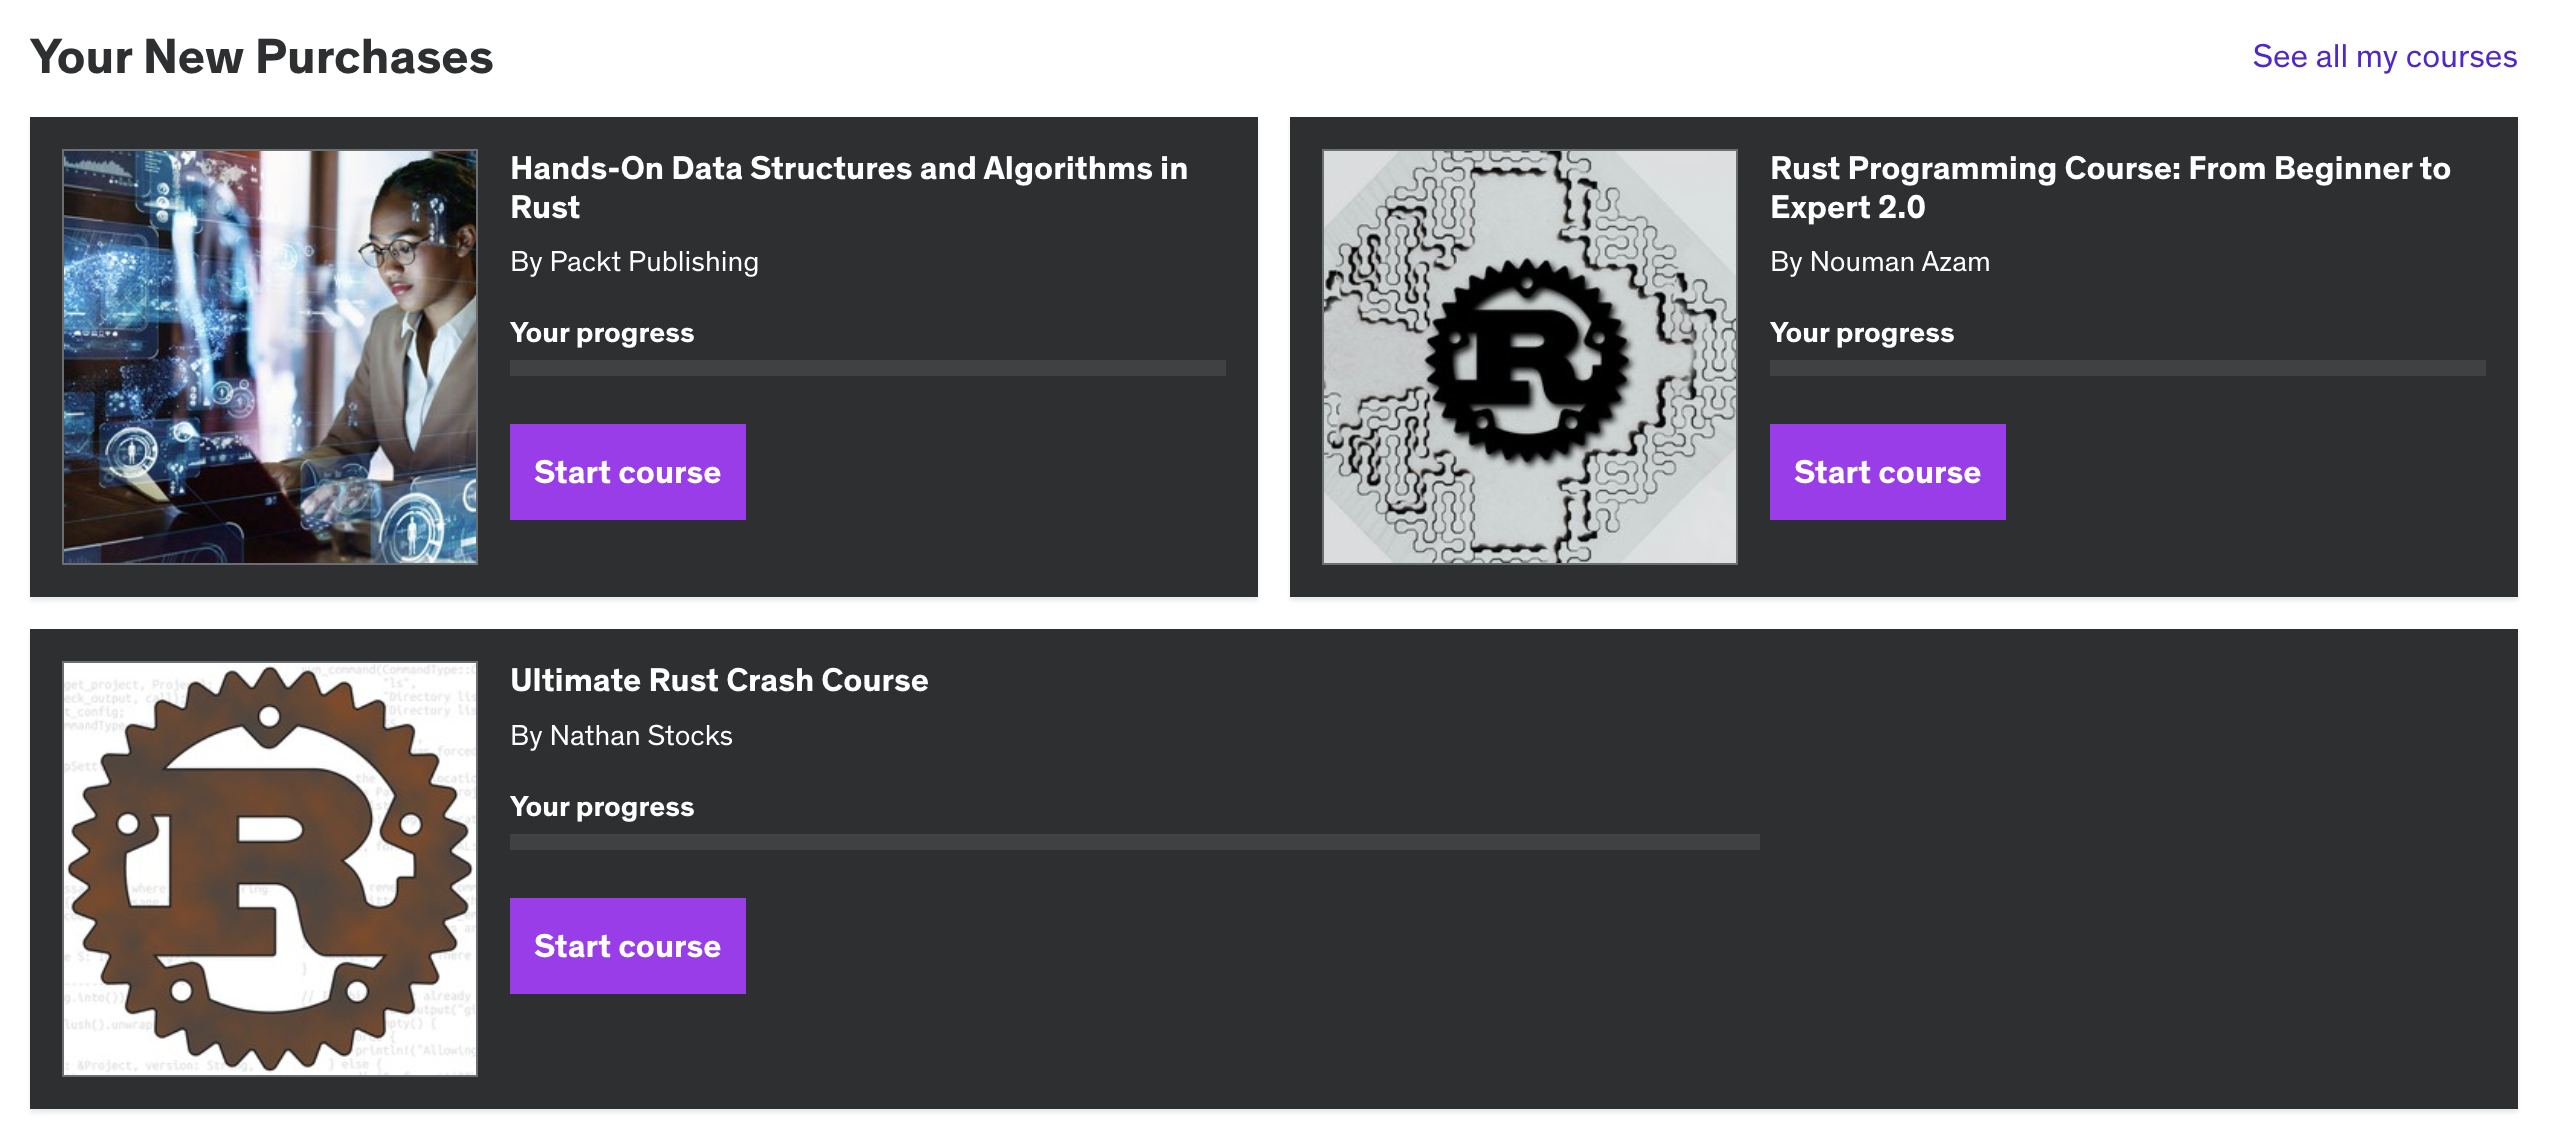 Your New Purchases
See all my courses
Hands-On Data Structures and Algorithms in
Rust
By Packt Publishing
Your progress
Start course
Rust Programming Course: From Beginner to
Expert 2.0
By Nouman Azam
Your progress
Start course
R
Ultimate Rust Crash Course
By Nathan Stocks
Your progress
Start course
R